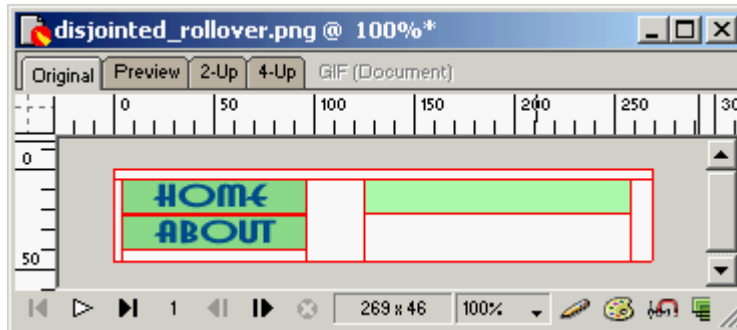 disjointed_rollover.png @ 100%*
Original Preview 2-Up 4-Up GIF (Document)
0 50 100 150 200 250 30
0
HOME
ABOUT
50
1 269 x 46 100%